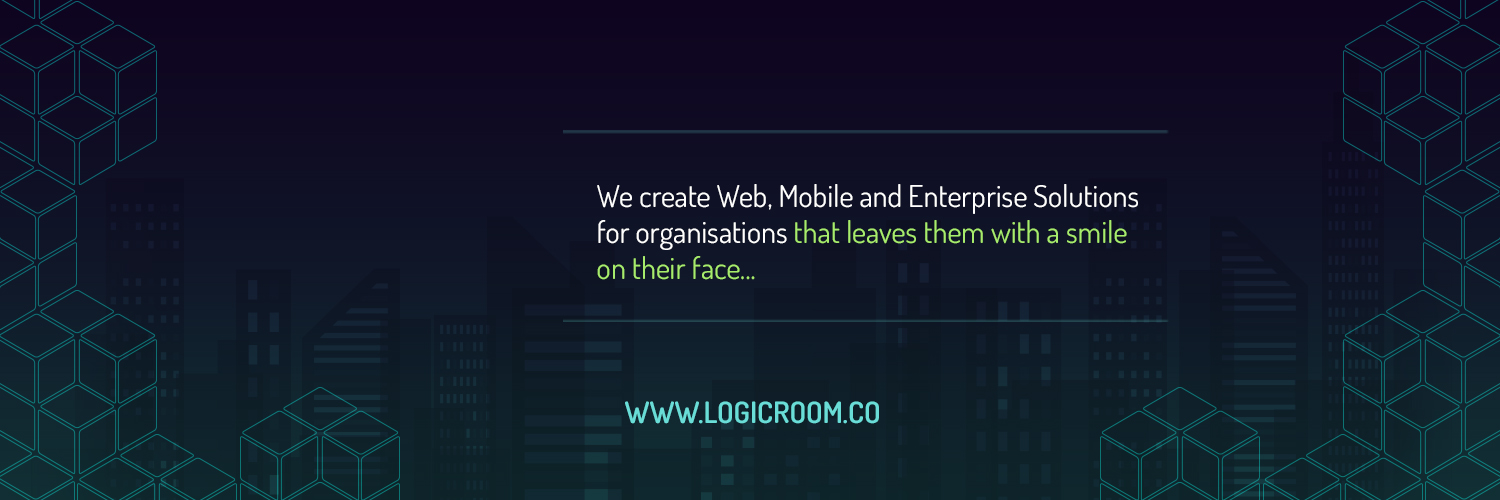 We create Web, Mobile and Enterprise Solutions
for organisations that leaves them with a smile
on their face...
WWW.LOGICROOM.CO